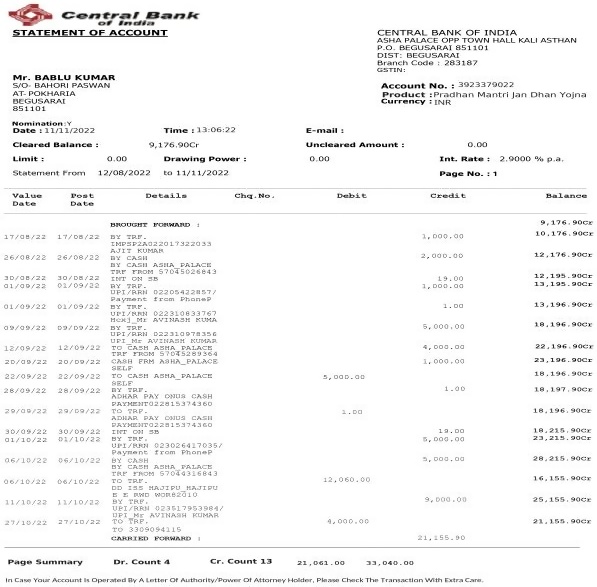 Central Bank
of India
STATEMENT OF ACCOUNT
CENTRAL BANK OF INDIA
ASHA PALACE OPP TOWN HALL KALI ASTHAN
P.O. BEGUSARAI 851101
DIST: BEGUSARAI
Branch Code : 283187
GSTIN:
Mr. BABLU KUMAR
S/O- BAHORI PASWAN
AT- POKHARIA
BEGUSARAI
851101
Account No. : 3923379022
Product : Pradhan Mantri Jan Dhan Yojna
Currency : INR
Nomination:Y
Date : 11/11/2022 Time : 13:06:22 E-mail :
Cleared Balance : 9,176.90Cr Uncleared Amount : 0.00
Limit : 0.00 Drawing Power : 0.00 Int. Rate : 2.9000 % p.a.
Statement From 12/08/2022 to 11/11/2022 Page No. : 1
Value Date Post Date Details Chq.No. Debit Credit Balance
BROUGHT FORWARD : 9,176.90Cr
17/08/22 17/08/22 BY TRF. 1,000.00 10,176.90Cr
IMPSP2A022017322033
AJIT KUMAR
26/08/22 26/08/22 BY CASH 2,000.00 12,176.90Cr
BY CASH ASHA_PALACE
TRF FROM 57045026843
30/08/22 30/08/22 INT ON SB 19.00 12,195.90Cr
01/09/22 01/09/22 BY TRF. 1,000.00 13,195.90Cr
UPI/RRN 02205422857/
Payment from PhoneP
01/09/22 01/09/22 BY TRF. 1.00 13,196.90Cr
UPI/RRN 022310833767
Mr AVINASH KUMA
09/09/22 09/09/22 BY TRF. 5,000.00 18,196.90Cr
UPI/RRN 022310978356
UPI_Mr AVINASH KUMAR
12/09/22 12/09/22 TO CASH ASHA_PALACE 4,000.00 22,196.90Cr
TRF FROM 57045289364
20/09/22 20/09/22 CASH FRM ASHA_PALACE 1,000.00 23,196.90Cr
SELF
22/09/22 22/09/22 TO CASH ASHA_PALACE 5,000.00 18,196.90Cr
SELF
28/09/22 28/09/22 BY TRF. 1.00 18,197.90Cr
ADHAR PAY ONUS CASH
PAYMENT022815374360
29/09/22 29/09/22 TO TRF. 1.00 18,196.90Cr
ADHAR PAY ONUS CASH
PAYMENT022815374360
30/09/22 30/09/22 INT ON SB 19.00 18,215.90Cr
01/10/22 01/10/22 BY TRF. 5,000.00 23,215.90Cr
UPI/RRN 023026417035/
Payment from PhoneP
06/10/22 06/10/22 BY CASH 5,000.00 28,215.90Cr
BY CASH ASHA_PALACE
TRF FROM 57044316843
06/10/22 06/10/22 TO TRF. 12,060.00 16,155.90Cr
DD ISS HAJIPU_HAJIPU
E E RWD WOR82010
11/10/22 11/10/22 BY TRF. 9,000.00 25,155.90Cr
UPI/RRN 023517953984/
UPI_Mr AVINASH KUMAR
27/10/22 27/10/22 TO TRF. 4,000.00 21,155.90Cr
TO 3309094115
CARRIED FORWARD : 21,155.90
Page Summary Dr. Count 4 Cr. Count 13 21,061.00 33,040.00
In Case Your Account Is Operated By A Letter Of Authority/Power Of Attorney Holder, Please Check The Transaction With Extra Care.